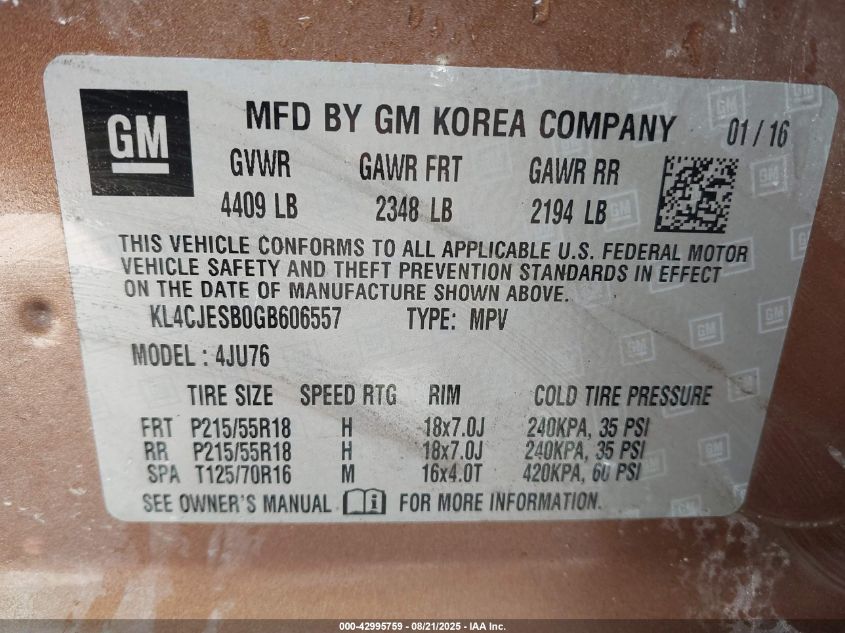 GM
MFD BY GM KOREA COMPANY 01/16
GVWR GAWR FRT GAWR RR
4409 LB 2348 LB 2194 LB
THIS VEHICLE CONFORMS TO ALL APPLICABLE U.S. FEDERAL MOTOR
VEHICLE SAFETY AND THEFT PREVENTION STANDARDS IN EFFECT
ON THE DATE OF MANUFACTURE SHOWN ABOVE.
KL4CJESB0GB606557 TYPE: MPV
MODEL: 4JU76
TIRE SIZE SPEED RTG RIM COLD TIRE PRESSURE
FRT P215/55R18 H 18x7.0J 240KPA, 35 PSI
RR P215/55R18 H 18x7.0J 240KPA, 35 PSI
SPA T125/70R16 M 16x4.0T 420KPA, 60 PSI
SEE OWNER'S MANUAL FOR MORE INFORMATION.
000-42995759 - 08/21/2025 - IAA Inc.